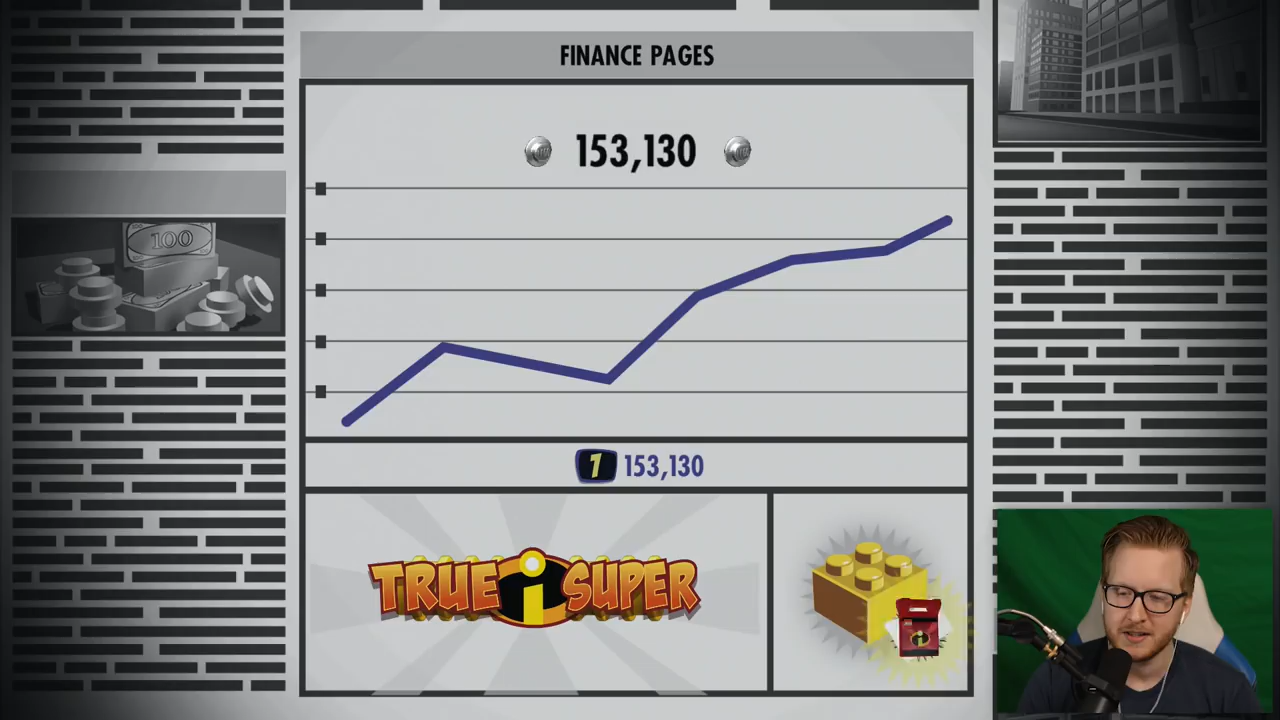 FINANCE PAGES
153,130
100
1 153,130
TRUE i SUPER